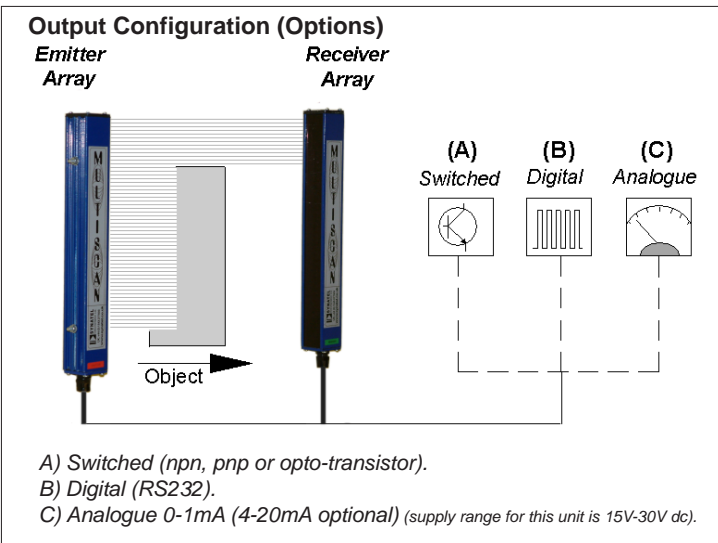 Output Configuration (Options)
Emitter
Array
Receiver
Array
(A)
Switched
(B)
Digital
(C)
Analogue
MULTISCAN
MULTISCAN
Object
A) Switched (npn, pnp or opto-transistor).
B) Digital (RS232).
C) Analogue 0-1mA (4-20mA optional) (supply range for this unit is 15V-30V dc).